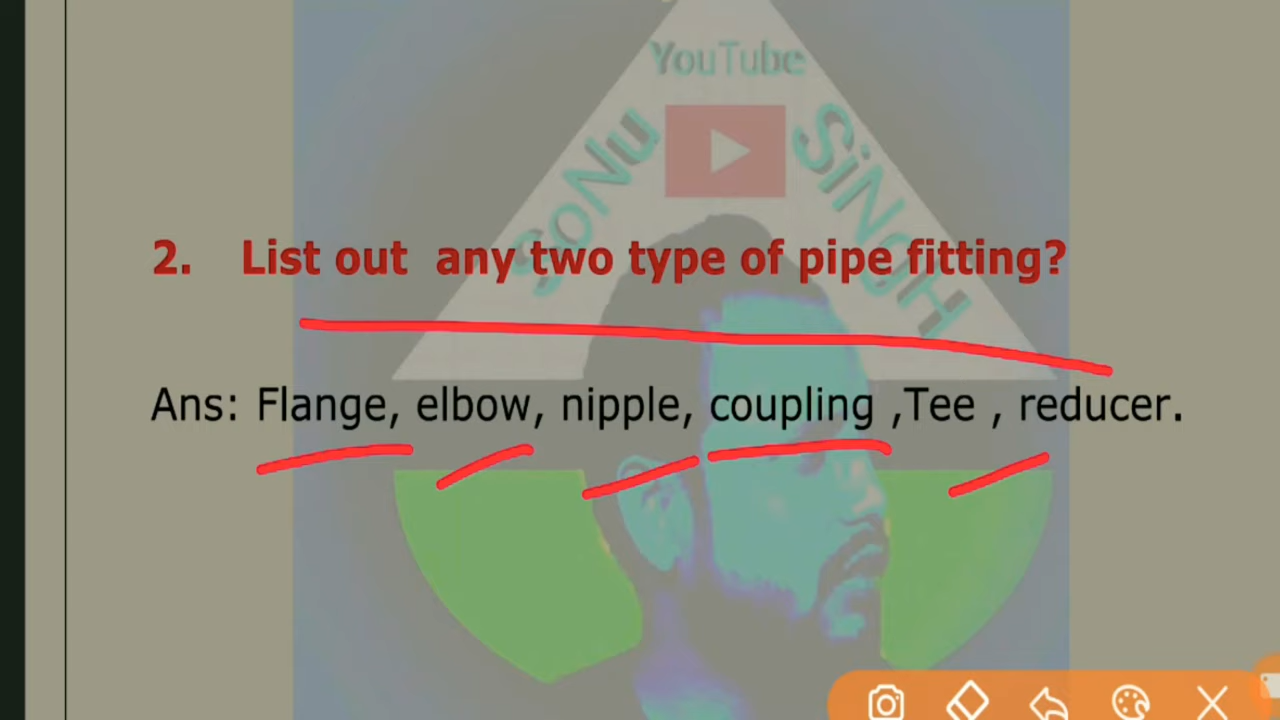 YouTube
SoNu SiNGH
2. List out any two type of pipe fitting?
Ans: Flange, elbow, nipple, coupling ,Tee , reducer.